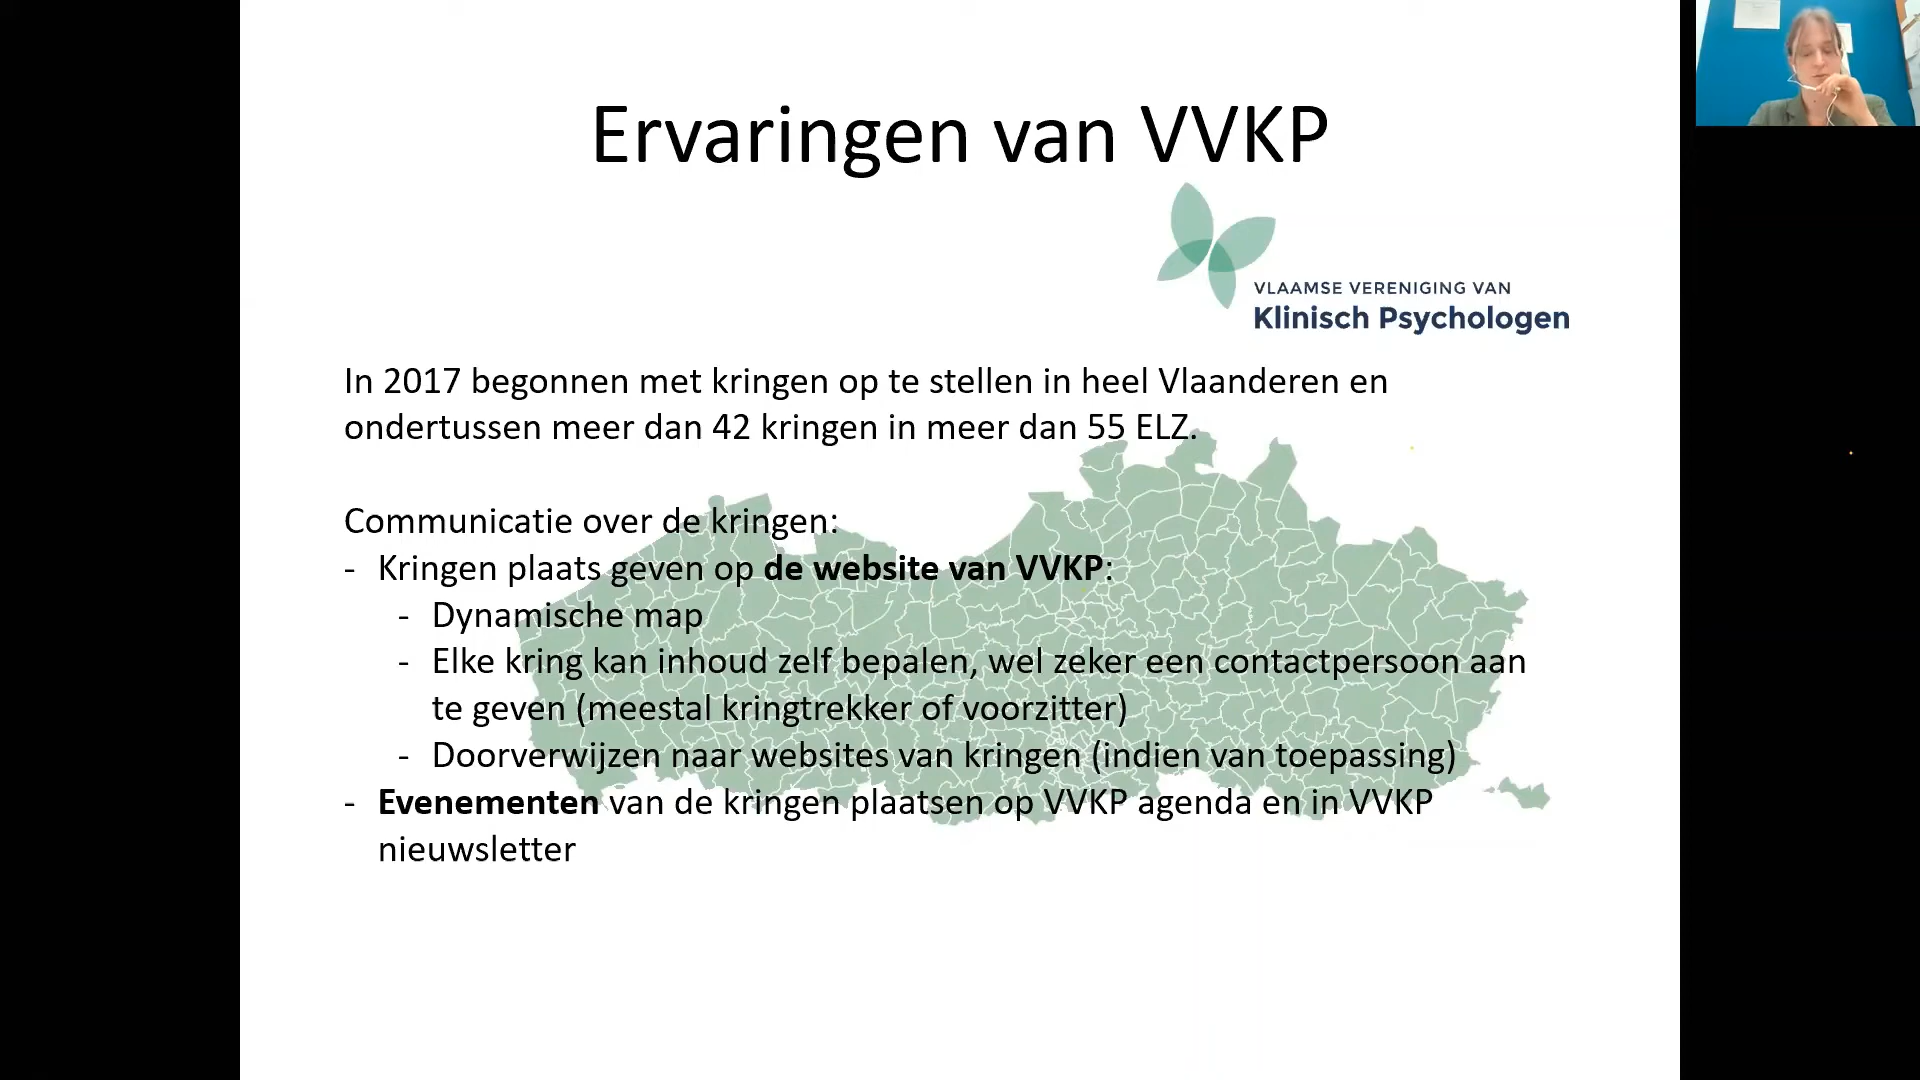 Ervaringen van VVKP
VLAAMSE VERENIGING VAN
Klinisch Psychologen
In 2017 begonnen met kringen op te stellen in heel Vlaanderen en
ondertussen meer dan 42 kringen in meer dan 55 ELZ.
Communicatie over de kringen:
- Kringen plaats geven op de website van VVKP:
- Dynamische map
- Elke kring kan inhoud zelf bepalen, wel zeker een contactpersoon aan
te geven (meestal kringtrekker of voorzitter)
- Doorverwijzen naar websites van kringen (indien van toepassing)
- Evenementen van de kringen plaatsen op VVKP agenda en in VVKP
nieuwsletter